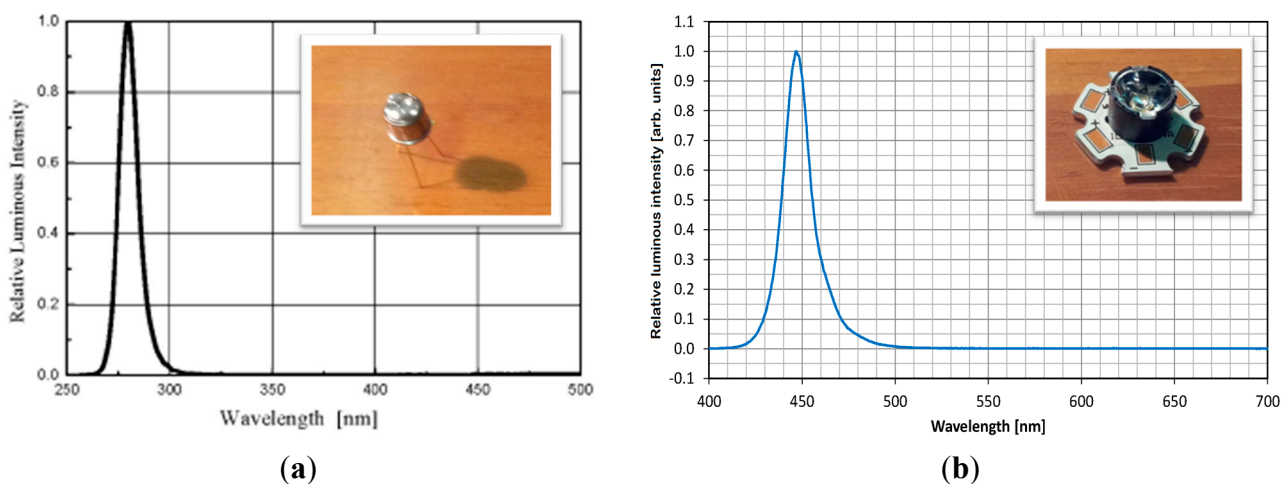 1.0
0.8
0.6
0.4
0.2
0.0
Relative Luminous Intensity
250 300 350 400 450 500
Wavelength [nm]
(a)
1.1
1.0
0.9
0.8
0.7
0.6
0.5
0.4
0.3
0.2
0.1
0.0
-0.1
Relative luminous intensity [arb. units]
400 450 500 550 600 650 700
Wavelength [nm]
+
-
(b)